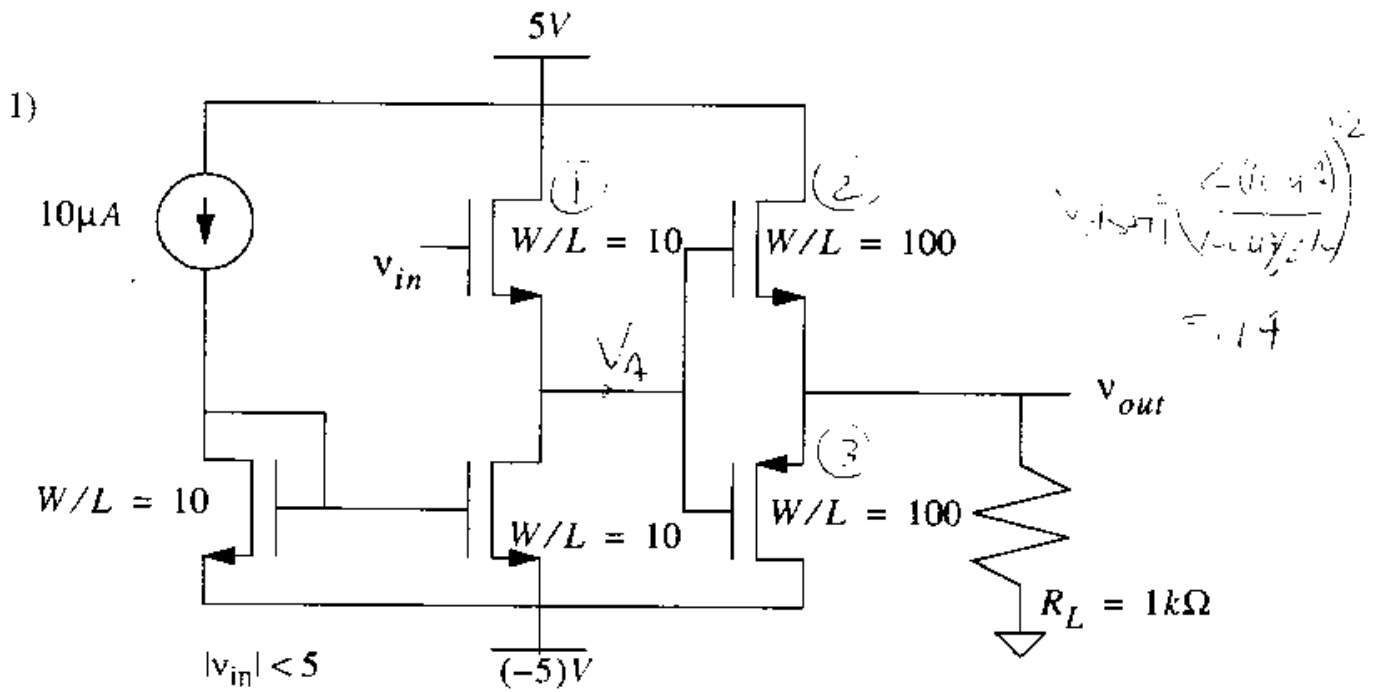 5V
1)
10μA
①
②
W/L = 10
W/L = 100
v_in
= .14
V_A
v_out
③
W/L = 10
W/L = 10
W/L = 100
R_L = 1kΩ
|v_in| < 5
(−5)V